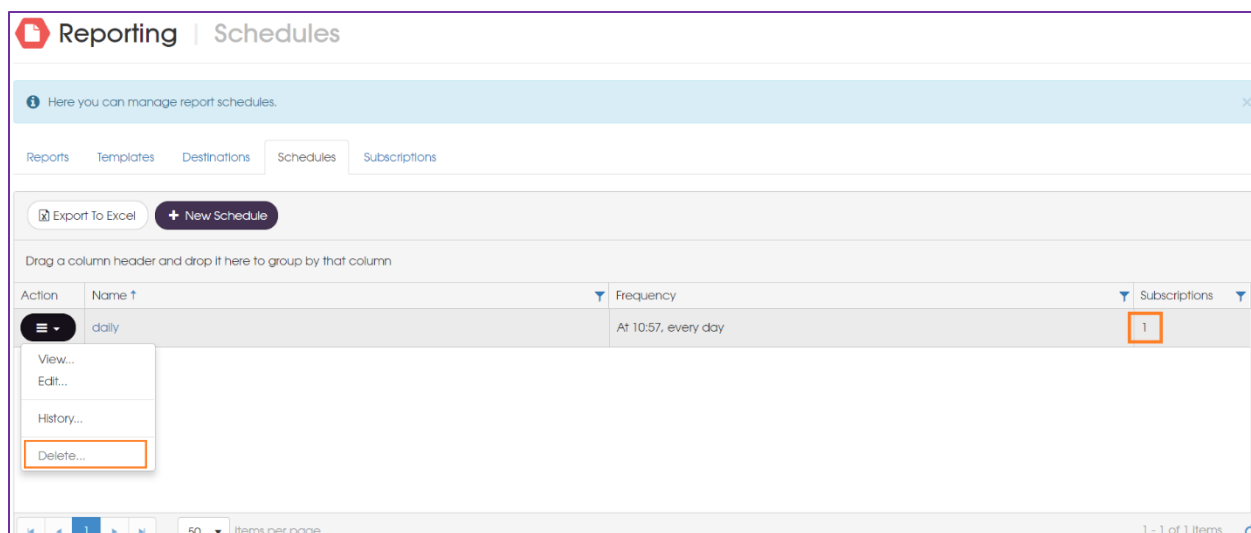 Reporting | Schedules
Here you can manage report schedules.
Reports Templates Destinations Schedules Subscriptions
Export To Excel + New Schedule
Drag a column header and drop it here to group by that column
Action Name ↑ Frequency Subscriptions
daily At 10:57, every day 1
View...
Edit...
History...
Delete...
1 50 items per page 1 - 1 of 1 items